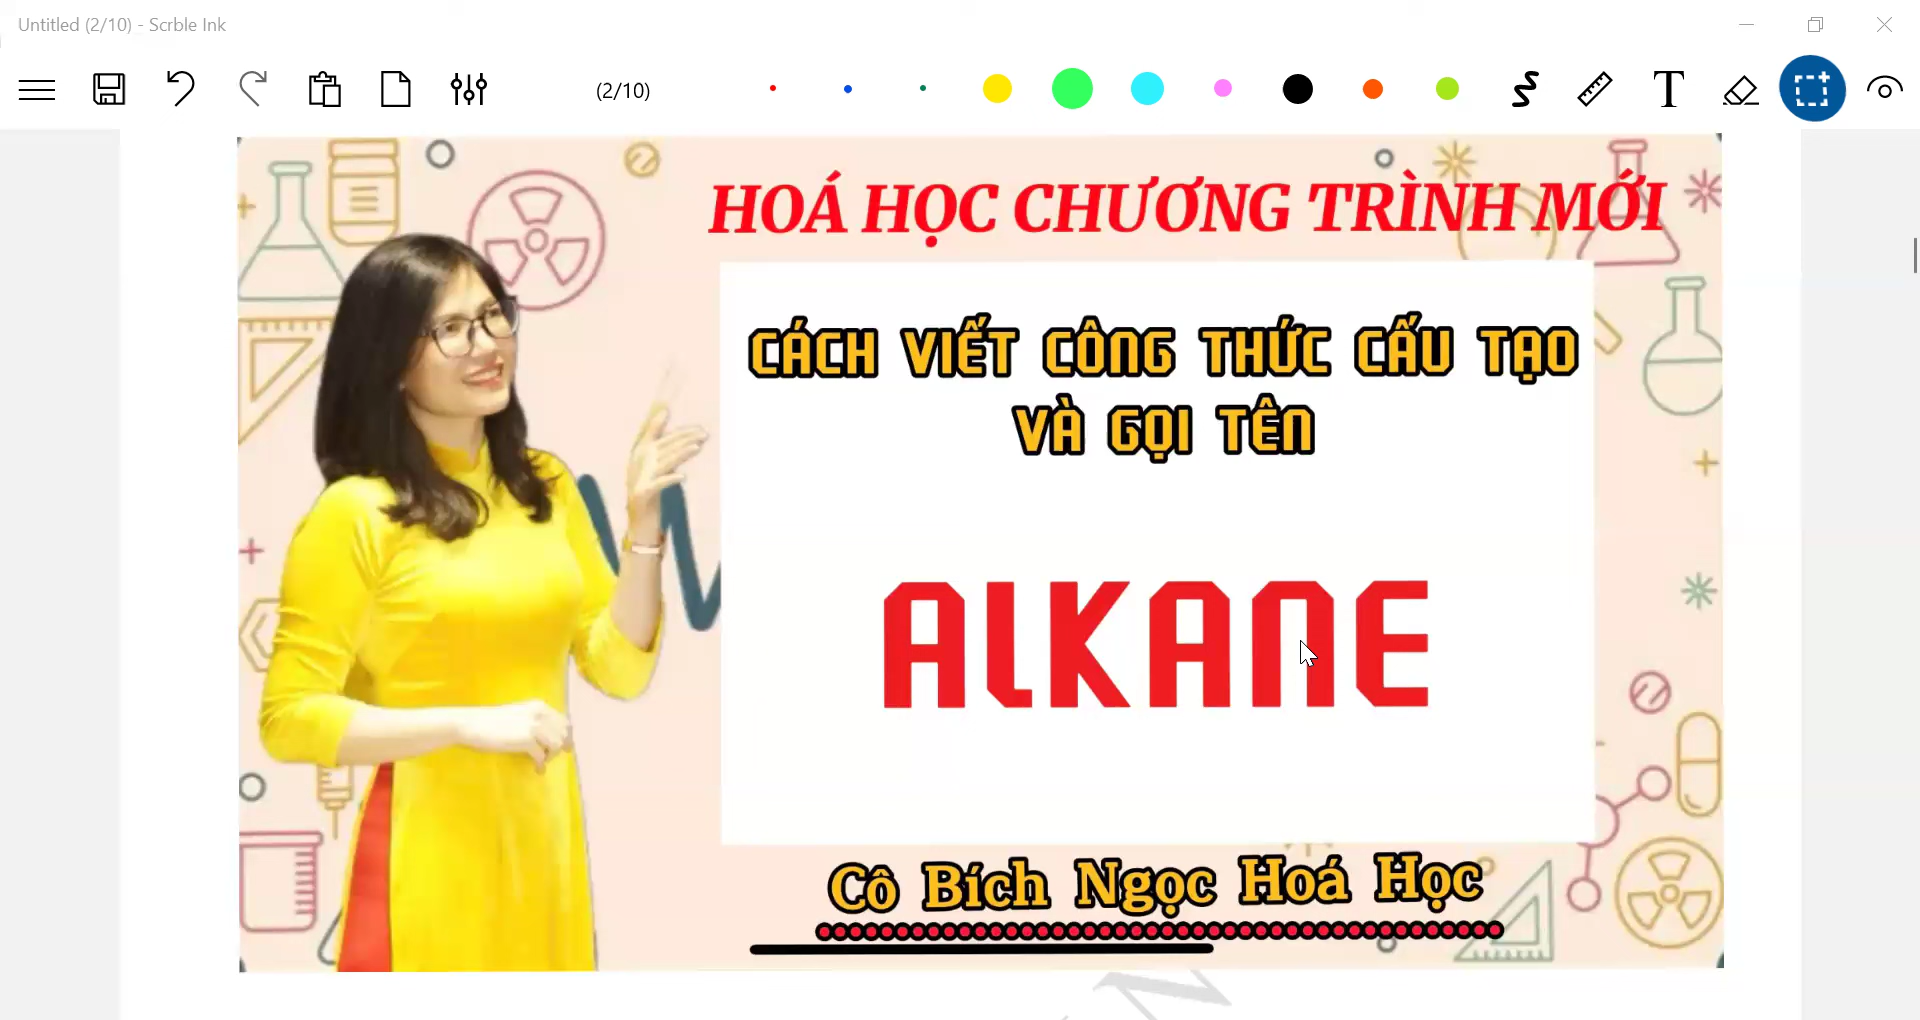 Untitled (2/10) - Scrble Ink
(2/10)
T
HOÁ HỌC CHƯƠNG TRÌNH MỚI
CÁCH VIẾT CÔNG THỨC CẤU TẠO
VÀ GỌI TÊN
ALKANE
Cô Bích Ngọc Hoá Học
N